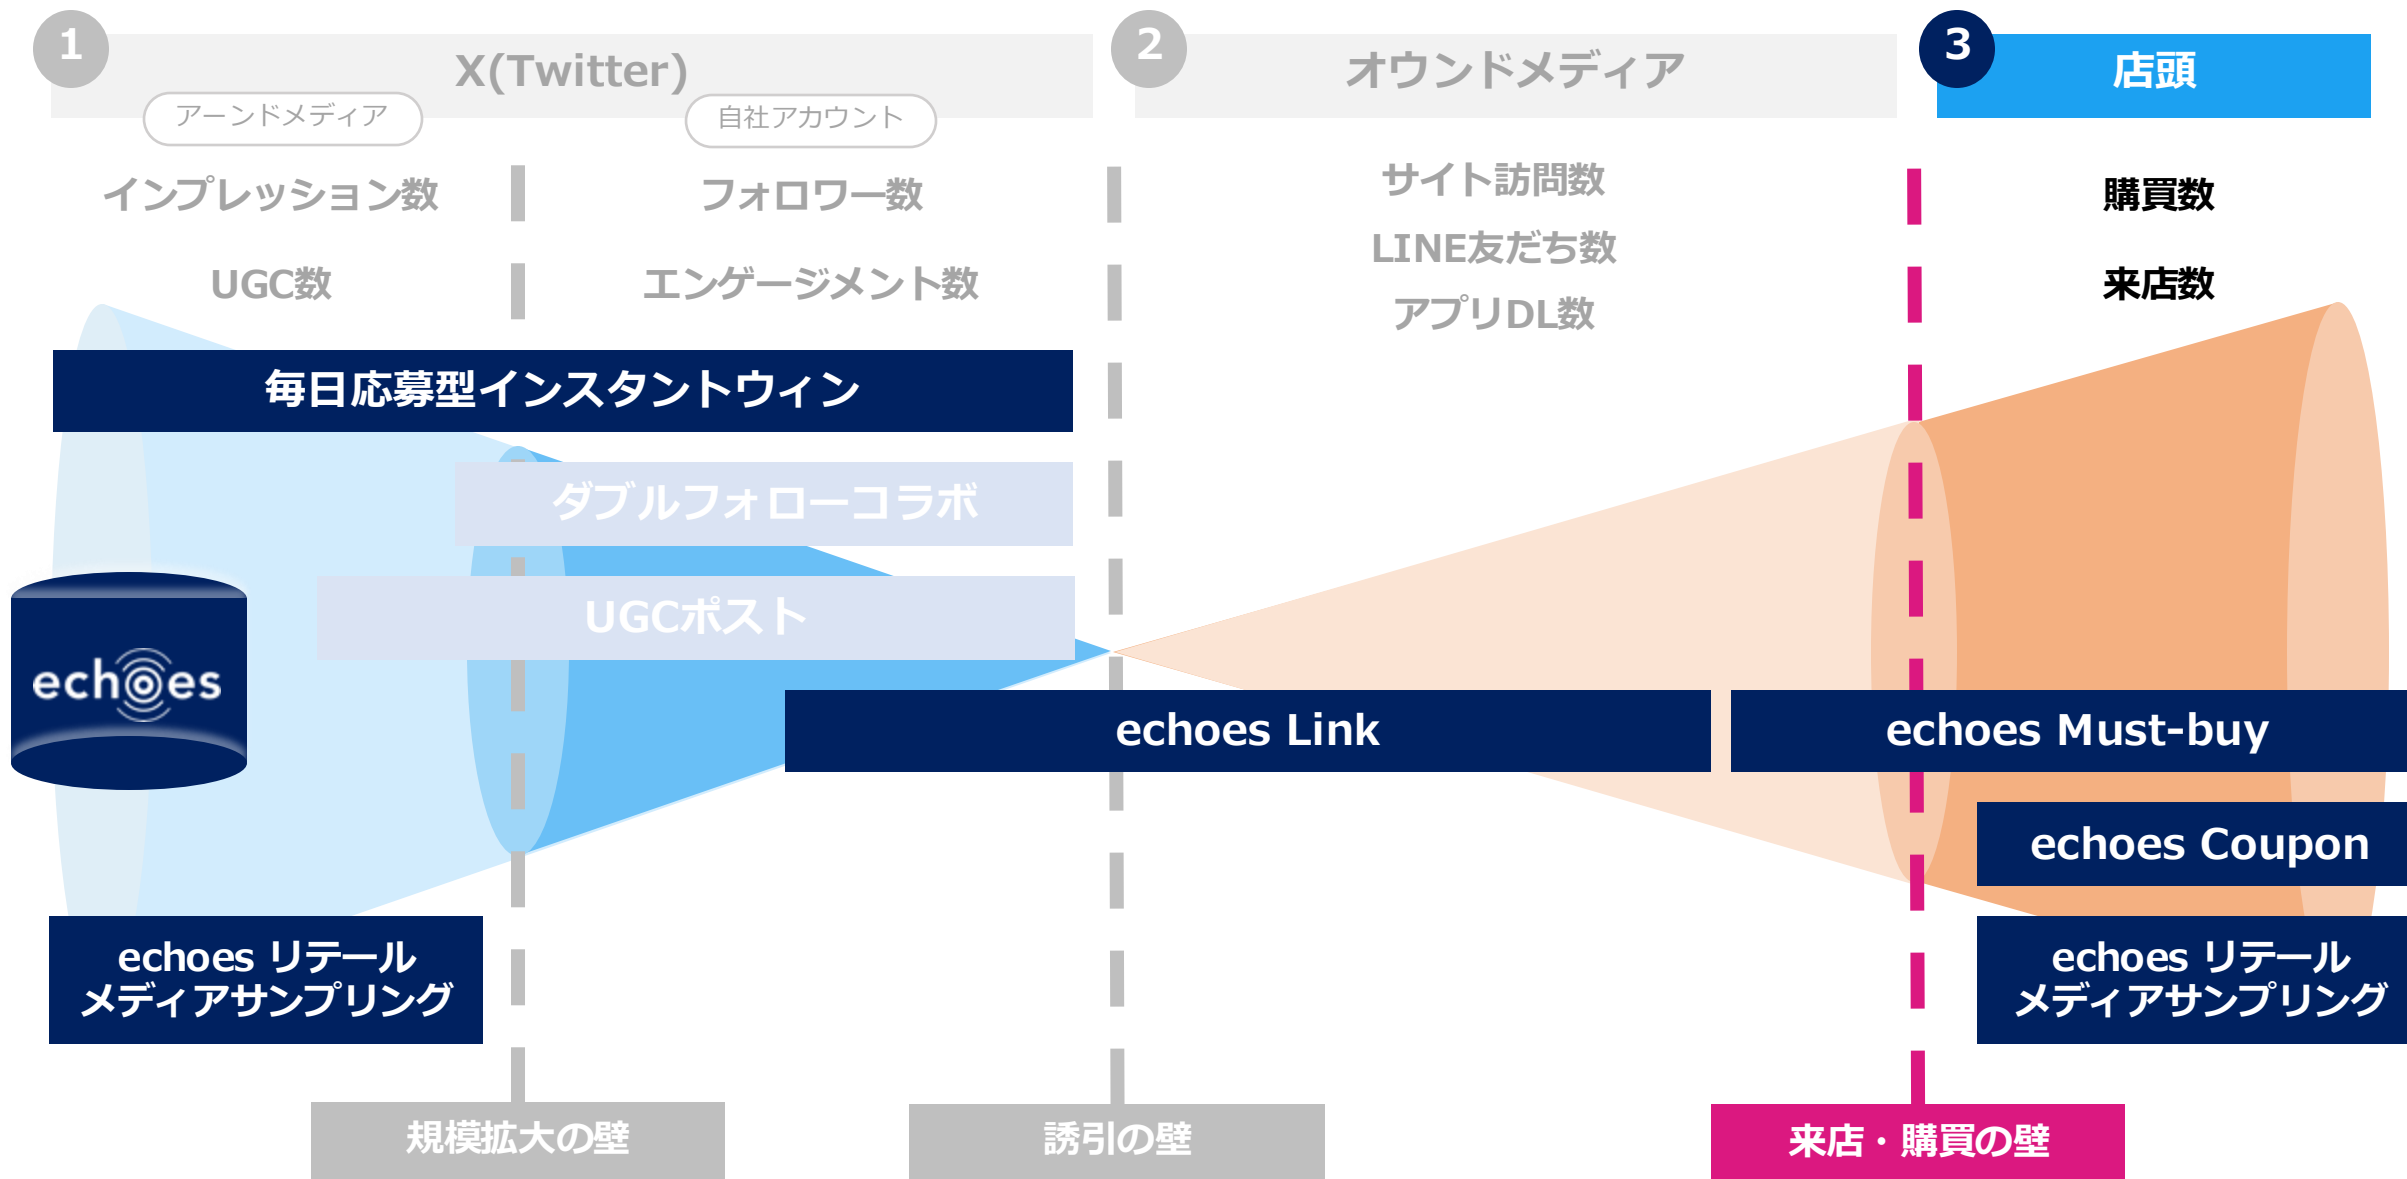 1
X(Twitter)
アーンドメディア
自社アカウント
2
オウンドメディア
3
店頭
インプレッション数
UGC数
フォロワー数
エンゲージメント数
サイト訪問数
LINE友だち数
アプリDL数
購買数
来店数
毎日応募型インスタントウィン
ダブルフォローコラボ
UGCポスト
echoes
echoes Link
echoes Must-buy
echoes Coupon
echoes リテール
メディアサンプリング
echoes リテール
メディアサンプリング
規模拡大の壁
誘引の壁
来店・購買の壁